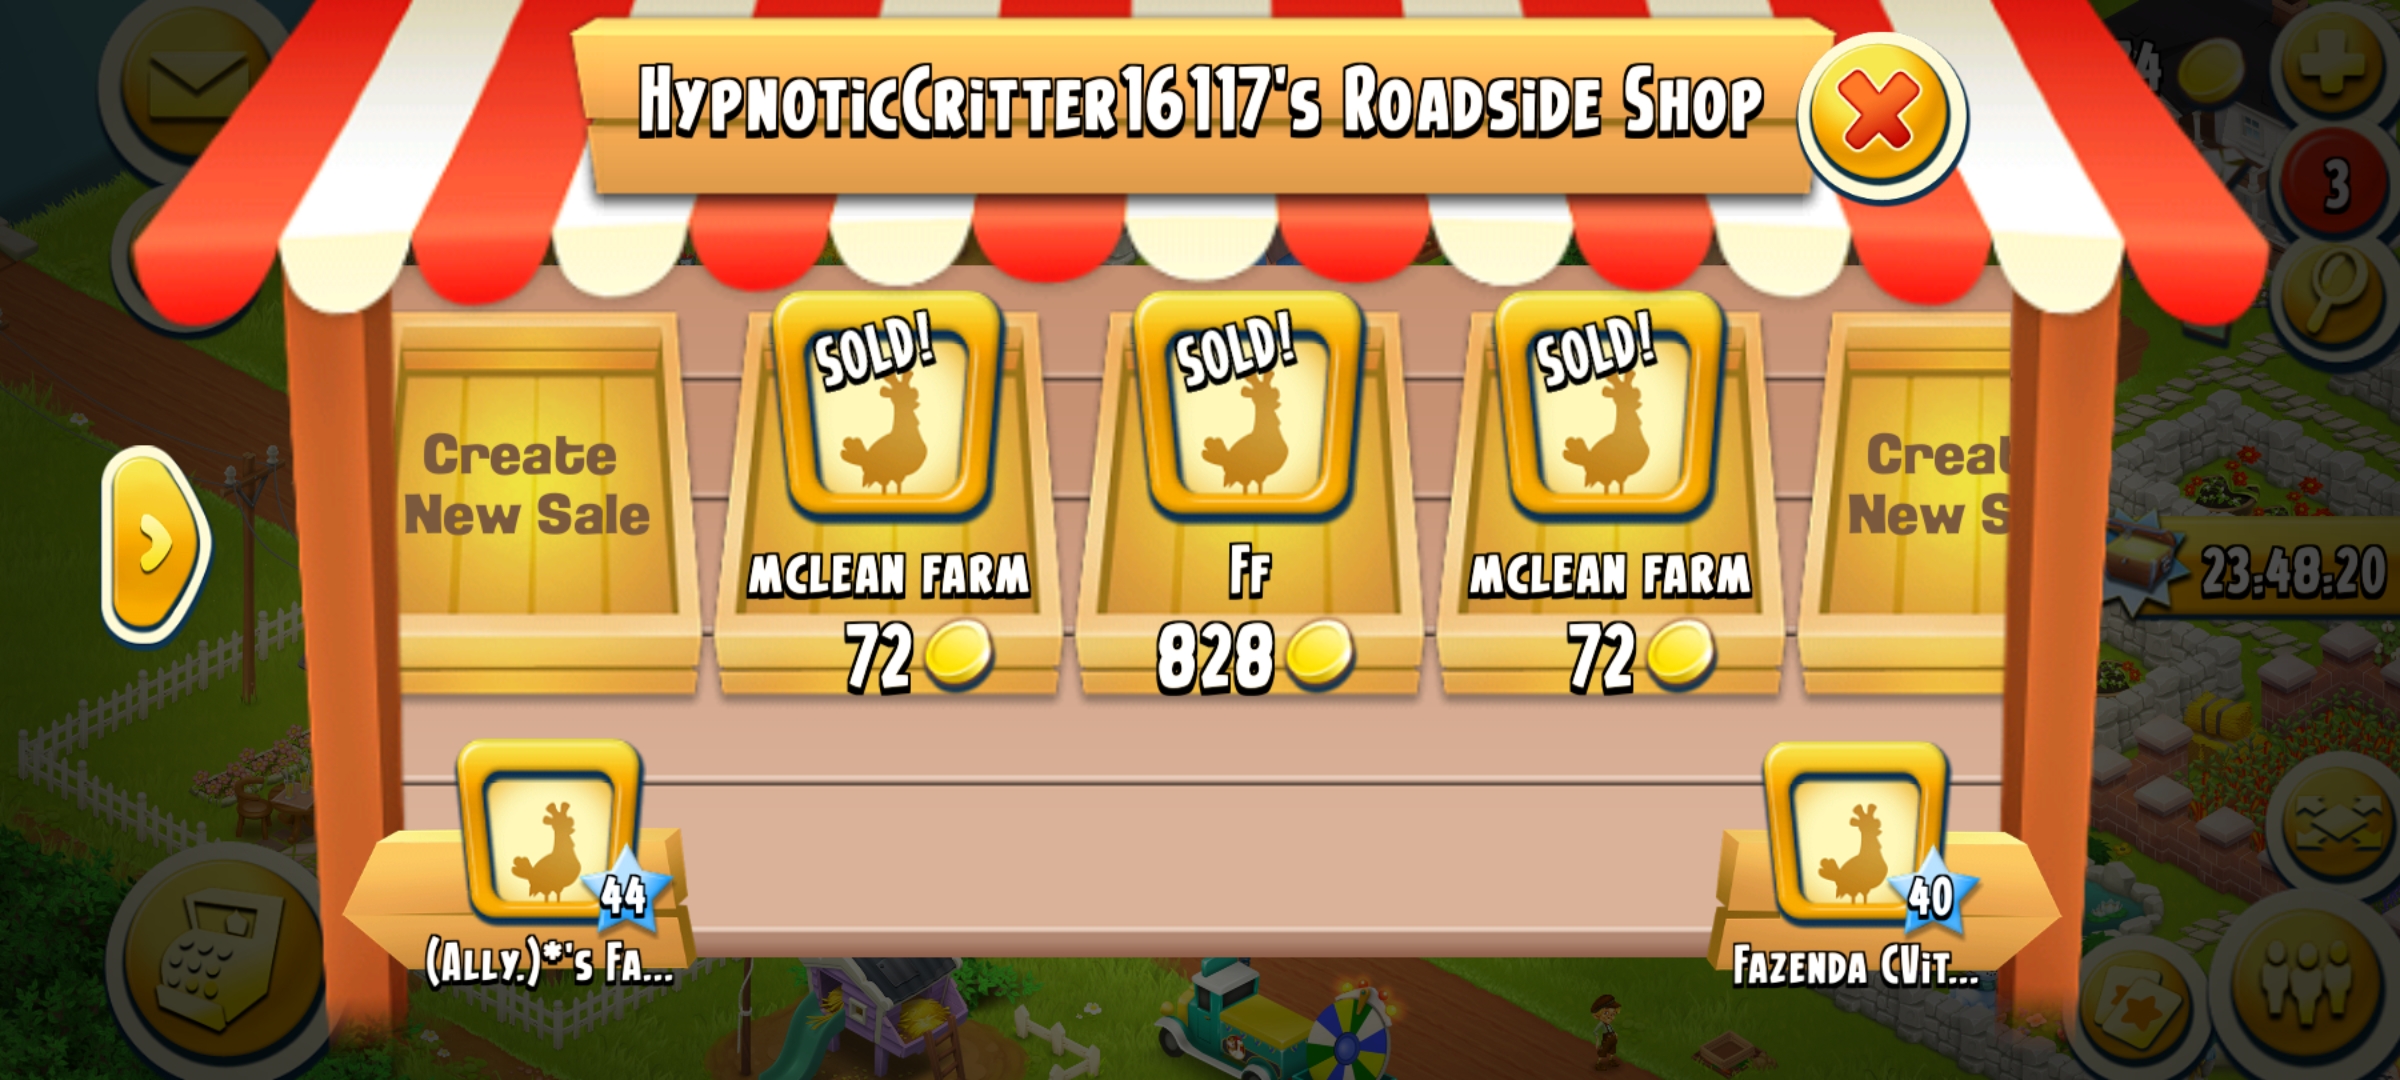 HypnoticCritter16117's Roadside Shop
3
Create
New Sale
SOLD!
MCLEAN FARM
72
SOLD!
Ff
828
SOLD!
MCLEAN FARM
72
Creat
New S
23:48:20
44
(Ally.)*'s Fa...
40
Fazenda CVit...